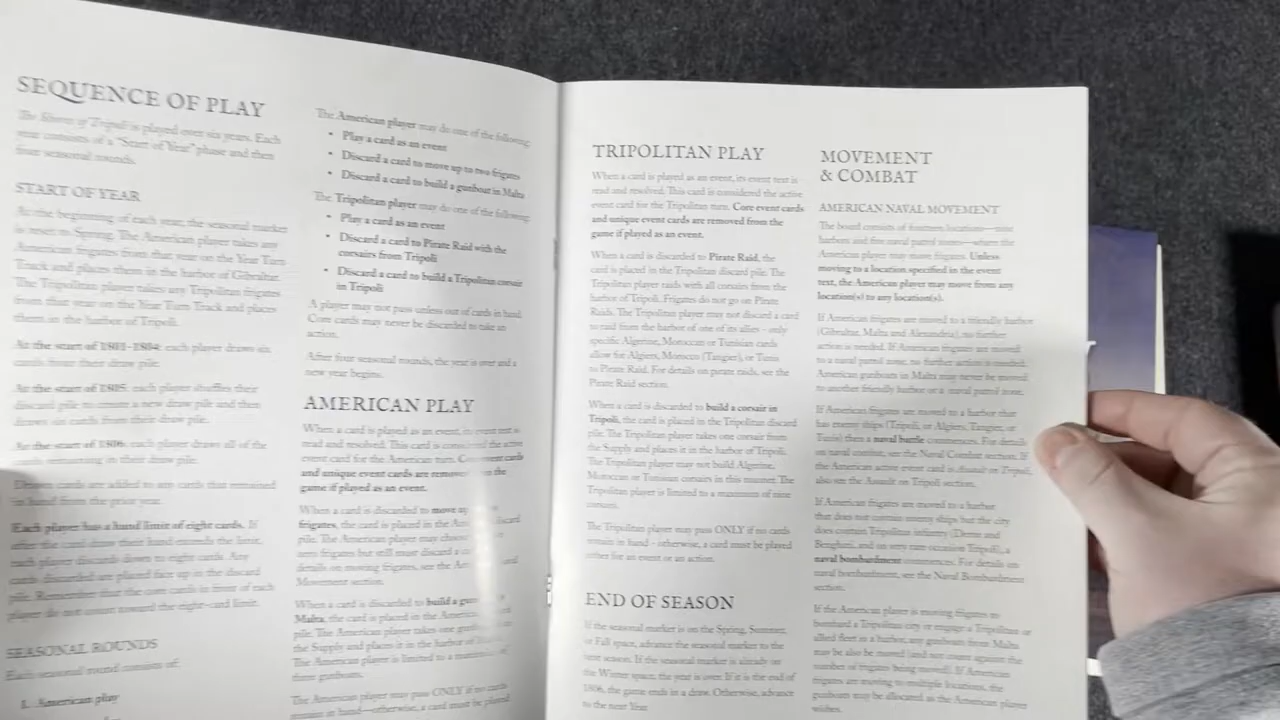 SEQUENCE OF PLAY
The Shores of Tripoli is played over six years. Each
year consists of a "Start of Year" phase and then
four seasonal rounds.
START OF YEAR
At the beginning of each year, the seasonal marker
is reset to Spring. The American player takes any
American frigates from that year on the Year Turn
Track and places them in the harbor of Gibraltar.
The Tripolitan player takes any Tripolitan frigates
from that year on the Year Turn Track and places
them in the harbor of Tripoli.
At the start of 1801-1804: each player draws six
cards from their draw pile.
At the start of 1805: each player shuffles their
discard pile to create a new draw pile and then
draws six cards from their draw pile.
At the start of 1806: each player draws all of the
cards remaining in their draw pile.
These cards are added to any cards that remained
in hand from the prior year.
Each player has a hand limit of eight cards. If
after the card draw their hand exceeds the limit,
each player discards down to eight cards. Any
cards discarded are placed face up on the discard
pile. Remember that the core cards in front of each
player do not count toward the eight-card limit.
SEASONAL ROUNDS
Each seasonal round consists of:
1. American play
The American player may do one of the following:
• Play a card as an event
• Discard a card to move up to two frigates
• Discard a card to build a gunboat in Malta
The Tripolitan player may do one of the following:
• Play a card as an event
• Discard a card to Pirate Raid with the
corsairs from Tripoli
• Discard a card to build a Tripolitan corsair
in Tripoli
A player may not pass unless out of cards in hand.
Core cards may never be discarded to take an
action.
After four seasonal rounds, the year is over and a
new year begins.
AMERICAN PLAY
When a card is played as an event, its event text is
read and resolved. This card is considered the active
event card for the American turn. Core event cards
and unique event cards are removed from the
game if played as an event.
When a card is discarded to move up
frigates, the card is placed in the American discard
pile. The American player may choose
zero frigates but still must discard a
details on moving frigates, see the
Movement section.
When a card is discarded to build a gunboat
Malta, the card is placed in the American
pile. The American player takes one gunboat
the Supply and places it in the harbor of
The American player is limited to a maximum of
three gunboats.
The American player may pass ONLY if no cards
remain in hand—otherwise, a card must be played
TRIPOLITAN PLAY
When a card is played as an event, its event text is
read and resolved. This card is considered the active
event card for the Tripolitan turn. Core event cards
and unique event cards are removed from the
game if played as an event.
When a card is discarded to Pirate Raid, the
card is placed in the Tripolitan discard pile. The
Tripolitan player raids with all corsairs from the
harbor of Tripoli. Frigates do not go on Pirate
Raids. The Tripolitan player may not discard a card
to raid from the harbor of one of its allies - only
specific Algerine, Moroccan or Tunisian cards
allow for Algiers, Morocco (Tangier), or Tunis
to Pirate Raid. For details on pirate raids, see the
Pirate Raid section.
When a card is discarded to build a corsair in
Tripoli, the card is placed in the Tripolitan discard
pile. The Tripolitan player takes one corsair from
the Supply and places it in the harbor of Tripoli.
The Tripolitan player may not build Algerine,
Moroccan or Tunisian corsairs in this manner. The
Tripolitan player is limited to a maximum of nine
corsairs.
The Tripolitan player may pass ONLY if no cards
remain in hand - otherwise, a card must be played
either for an event or an action.
END OF SEASON
If the seasonal marker is on the Spring, Summer,
or Fall space, advance the seasonal marker to the
next season. If the seasonal marker is already on
the Winter space, the year is over. If it is the end of
1806, the game ends in a draw. Otherwise, advance
to the next Year.
MOVEMENT
& COMBAT
AMERICAN NAVAL MOVEMENT
The board consists of fourteen locations—nine
harbors and five naval patrol zones—where the
American player may move frigates. Unless
moving to a location specified in the event
text, the American player may move from any
location(s) to any location(s).
If American frigates are moved to a friendly harbor
(Gibraltar, Malta and Alexandria), no further
action is needed. If American frigates are moved
to a naval patrol zone, no further action is needed.
American gunboats in Malta may never be moved
to another friendly harbor or a naval patrol zone.
If American frigates are moved to a harbor that
has enemy ships (Tripoli, or Algiers, Tangier, or
Tunis) then a naval battle commences. For details
on naval combat, see the Naval Combat section. If
the American active event card is Assault on Tripoli,
also see the Assault on Tripoli section.
If American frigates are moved to a harbor
that does not contain enemy ships but the city
does contain Tripolitan infantry (Derne and
Benghazi, and on very rare occasion Tripoli), a
naval bombardment commences. For details on
naval bombardment, see the Naval Bombardment
section.
If the American player is moving frigates to
bombard a Tripolitan city or engage a Tripolitan or
allied fleet in a harbor, any gunboats from Malta
may also be moved (and not count against the
number of frigates being moved). If American
frigates are moving to multiple locations, the
gunboats may be allocated as the American player
wishes.